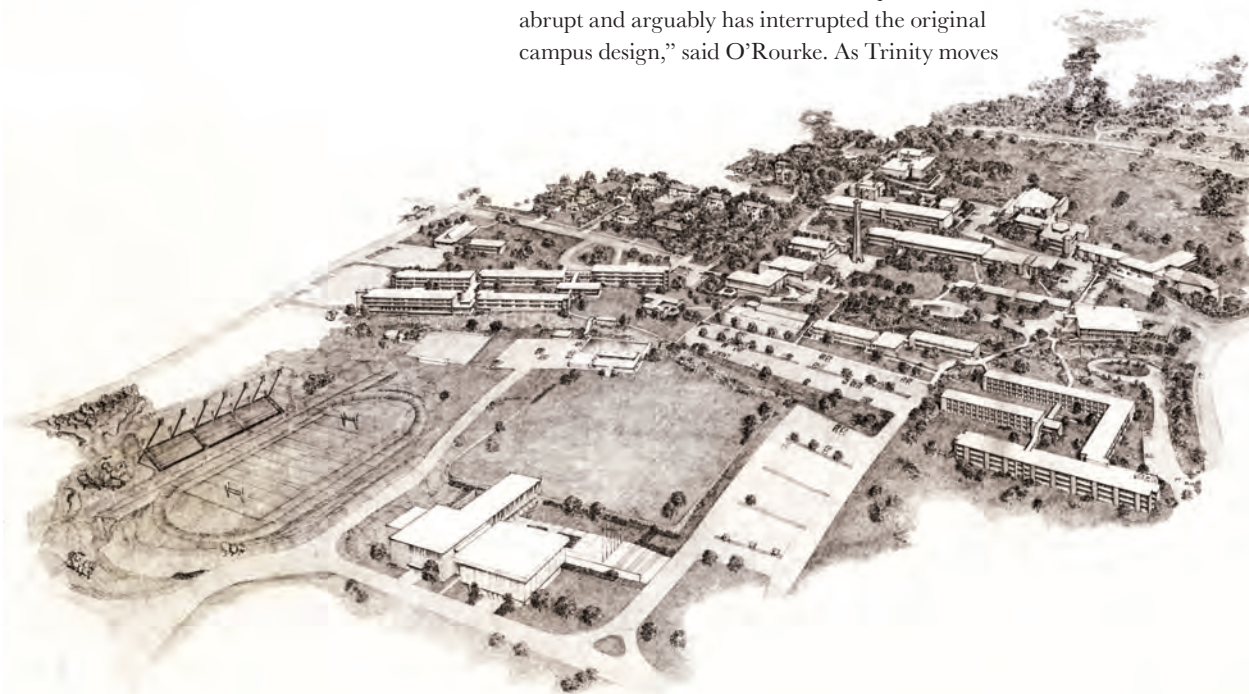 abrupt and arguably has interrupted the original
campus design,” said O’Rourke. As Trinity moves